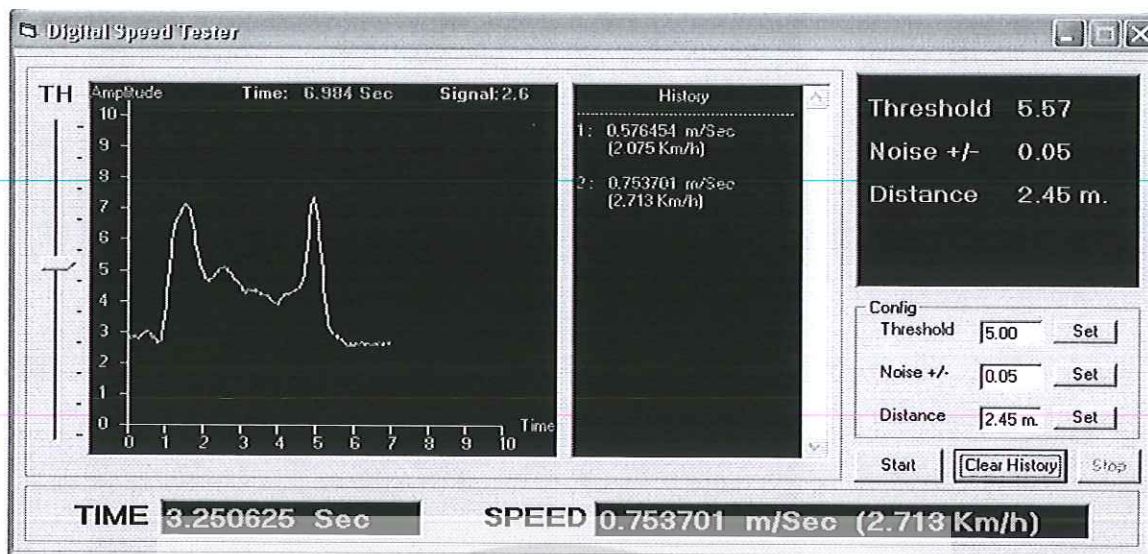 Digital Speed Tester
TH
Amplitude
Time: 6.984 Sec
Signal:2.6
10
9
8
7
6
5
4
3
2
1
0
0 1 2 3 4 5 6 7 8 9 10
Time
History
1: 0.576454 m/Sec
(2.075 Km/h)
2: 0.753701 m/Sec
(2.713 Km/h)
Threshold 5.57
Noise +/- 0.05
Distance 2.45 m.
Config
Threshold 5.00 Set
Noise +/- 0.05 Set
Distance 2.45 m. Set
Start Clear History Stop
TIME 3.250625 Sec SPEED 0.753701 m/Sec (2.713 Km/h)